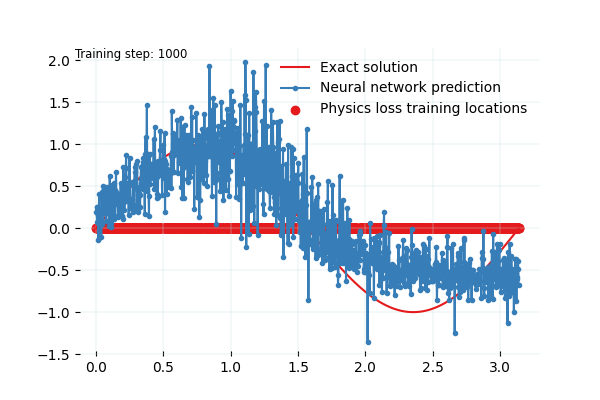 Training step: 1000
Exact solution
Neural network prediction
Physics loss training locations
2.0
1.5
1.0
0.5
0.0
−0.5
−1.0
−1.5
0.0 0.5 1.0 1.5 2.0 2.5 3.0